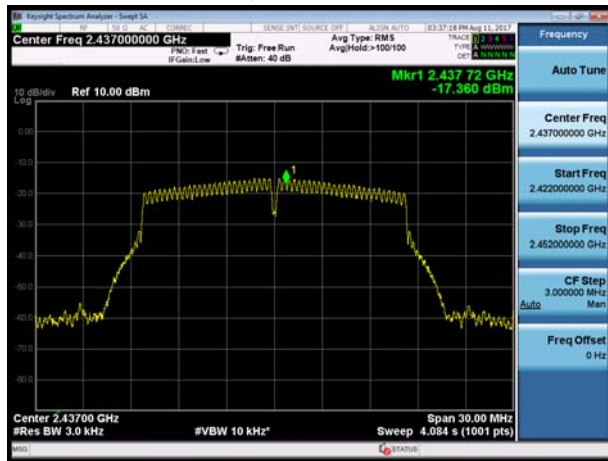 Keysight Spectrum Analyzer - Swept SA
RF 50 Ω AC CORREC SENSE:INT SOURCE OFF ALIGN AUTO 03:37:18 PM Aug 11, 2017
Center Freq 2.437000000 GHz
PNO: Fast
IFGain:Low
Trig: Free Run
#Atten: 40 dB
Avg Type: RMS
Avg|Hold:>100/100
TRACE 1 2 3 4 5 6
TYPE A WWWWW
DET A N N N N N
Frequency
Mkr1 2.437 72 GHz
-17.360 dBm
10 dB/div Ref 10.00 dBm
Log
0.00
-10.0
-20.0
-30.0
-40.0
-50.0
-60.0
-70.0
-80.0
1
Auto Tune
Center Freq
2.437000000 GHz
Start Freq
2.422000000 GHz
Stop Freq
2.452000000 GHz
CF Step
3.000000 MHz
Auto Man
Freq Offset
0 Hz
Center 2.43700 GHz Span 30.00 MHz
#Res BW 3.0 kHz #VBW 10 kHz* Sweep 4.084 s (1001 pts)
MSG STATUS